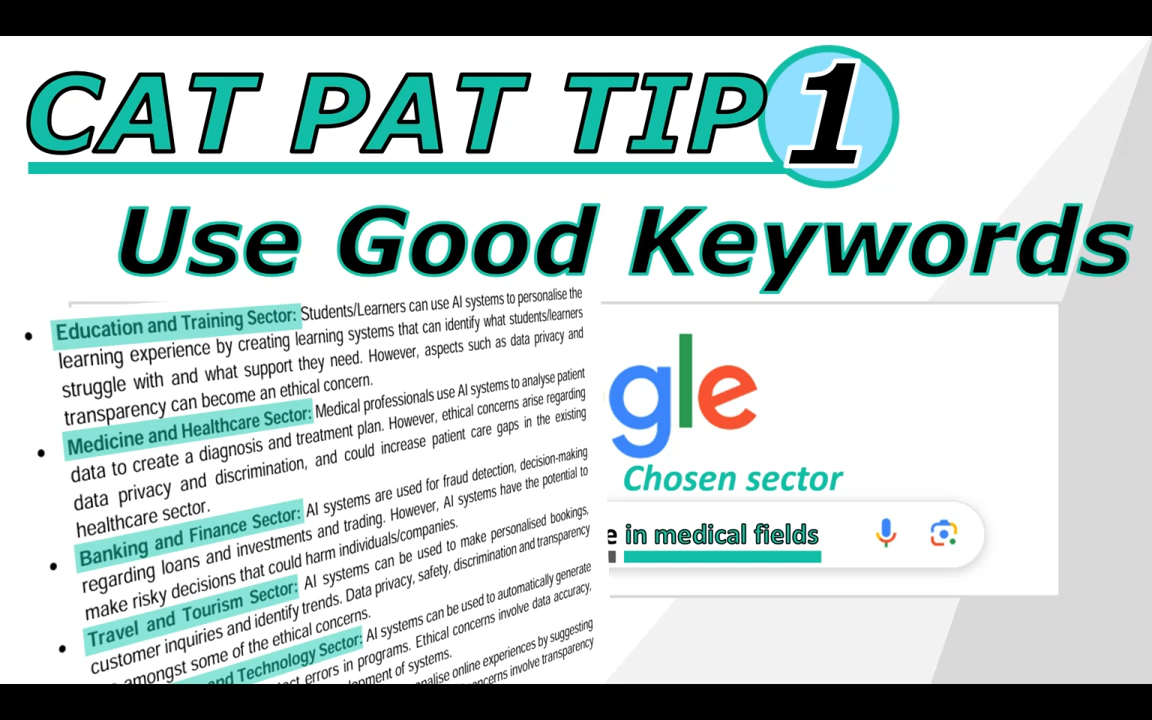 CAT PAT TIP 1
Use Good Keywords
• Education and Training Sector: Students/Learners can use AI systems to personalise the
learning experience by creating learning systems that can identify what students/learners
struggle with and what support they need. However, aspects such as data privacy and
transparency can become an ethical concern.
• Medicine and Healthcare Sector: Medical professionals use AI systems to analyse patient
data to create a diagnosis and treatment plan. However, ethical concerns arise regarding
data privacy and discrimination, and could increase patient care gaps in the existing
healthcare sector.
• Banking and Finance Sector: AI systems are used for fraud detection, decision-making
regarding loans and investments and trading. However, AI systems have the potential to
make risky decisions that could harm individuals/companies.
• Travel and Tourism Sector: AI systems can be used to make personalised bookings,
customer inquiries and identify trends. Data privacy, safety, discrimination and transparency
amongst some of the ethical concerns.
and Technology Sector: AI systems can be used to automatically generate
errors in programs. Ethical concerns involve data accuracy,
of systems.
online experiences by suggesting
involve transparency
gle
Chosen sector
e in medical fields